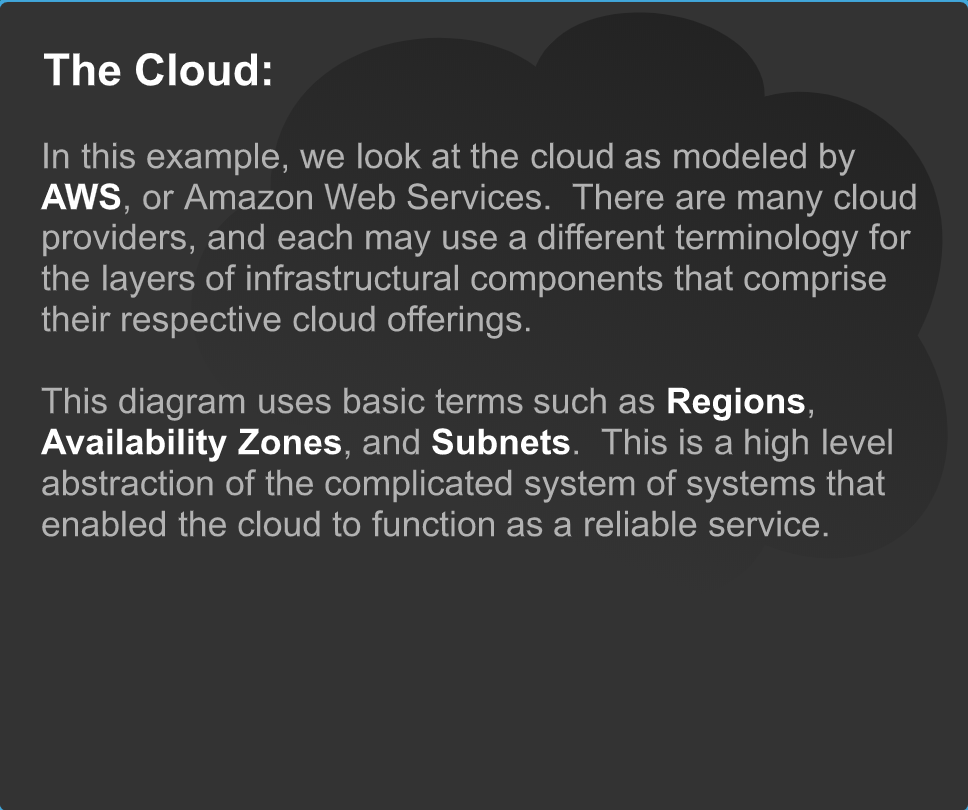 The Cloud:
In this example, we look at the cloud as modeled by
AWS, or Amazon Web Services.  There are many cloud
providers, and each may use a different terminology for
the layers of infrastructural components that comprise
their respective cloud offerings.
This diagram uses basic terms such as Regions,
Availability Zones, and Subnets.  This is a high level
abstraction of the complicated system of systems that
enabled the cloud to function as a reliable service.